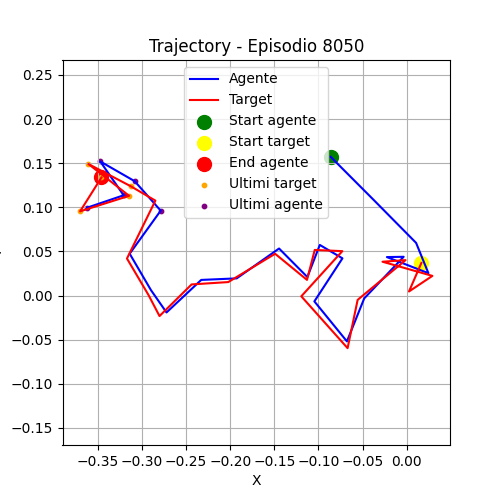 Trajectory - Episodio 8050
Agente
Target
Start agente
Start target
End agente
Ultimi target
Ultimi agente
0.25
0.20
0.15
0.10
0.05
0.00
−0.05
−0.10
−0.15
−0.35
−0.30
−0.25
−0.20
−0.15
−0.10
−0.05
0.00
X